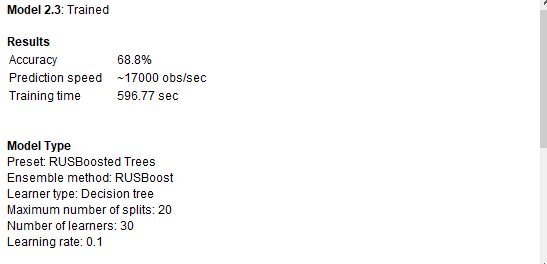 Model 2.3: Trained
Results
Accuracy 68.8%
Prediction speed ~17000 obs/sec
Training time 596.77 sec
Model Type
Preset: RUSBoosted Trees
Ensemble method: RUSBoost
Learner type: Decision tree
Maximum number of splits: 20
Number of learners: 30
Learning rate: 0.1